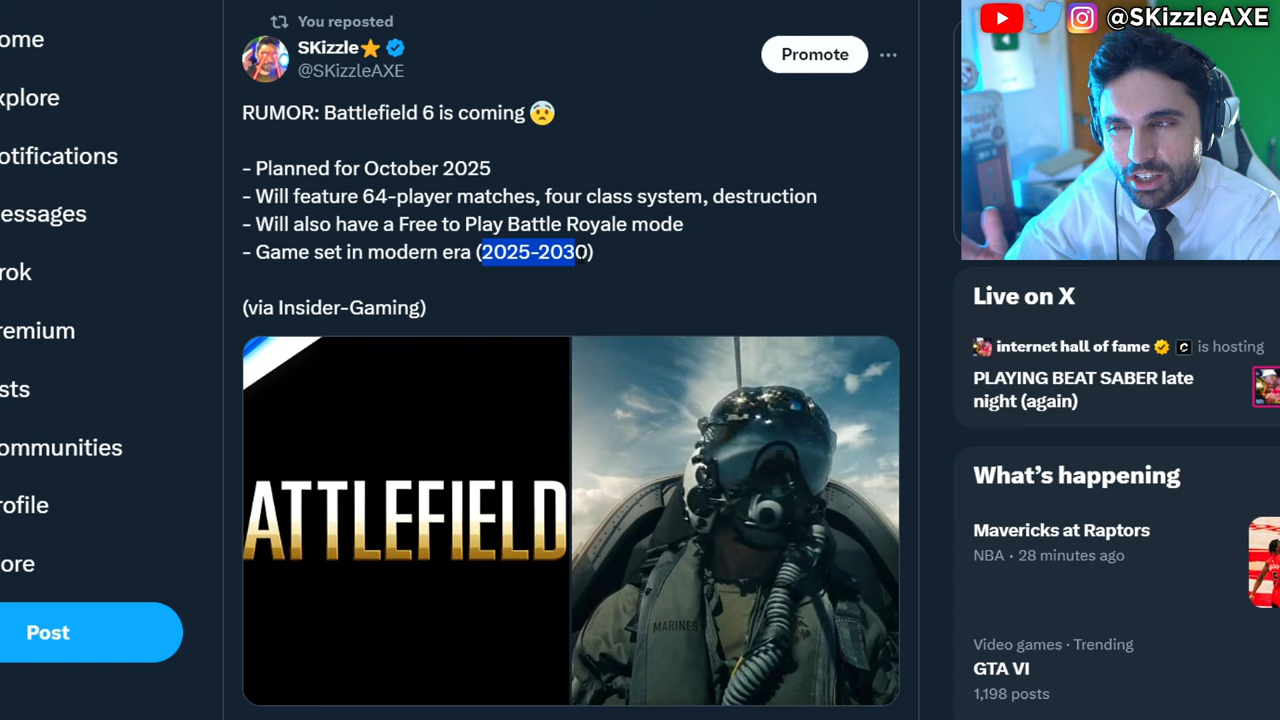 @SKizzleAXE
ome
xplore
otifications
essages
rok
remium
sts
ommunities
rofile
ore
Post
You reposted
SKizzle⭐
@SKizzleAXE
Promote
RUMOR: Battlefield 6 is coming 😨
- Planned for October 2025
- Will feature 64-player matches, four class system, destruction
- Will also have a Free to Play Battle Royale mode
- Game set in modern era (2025-2030)
(via Insider-Gaming)
ATTLEFIELD
MARINES
Live on X
internet hall of fame is hosting
PLAYING BEAT SABER late
night (again)
What's happening
Mavericks at Raptors
NBA · 28 minutes ago
Video games · Trending
GTA VI
1,198 posts